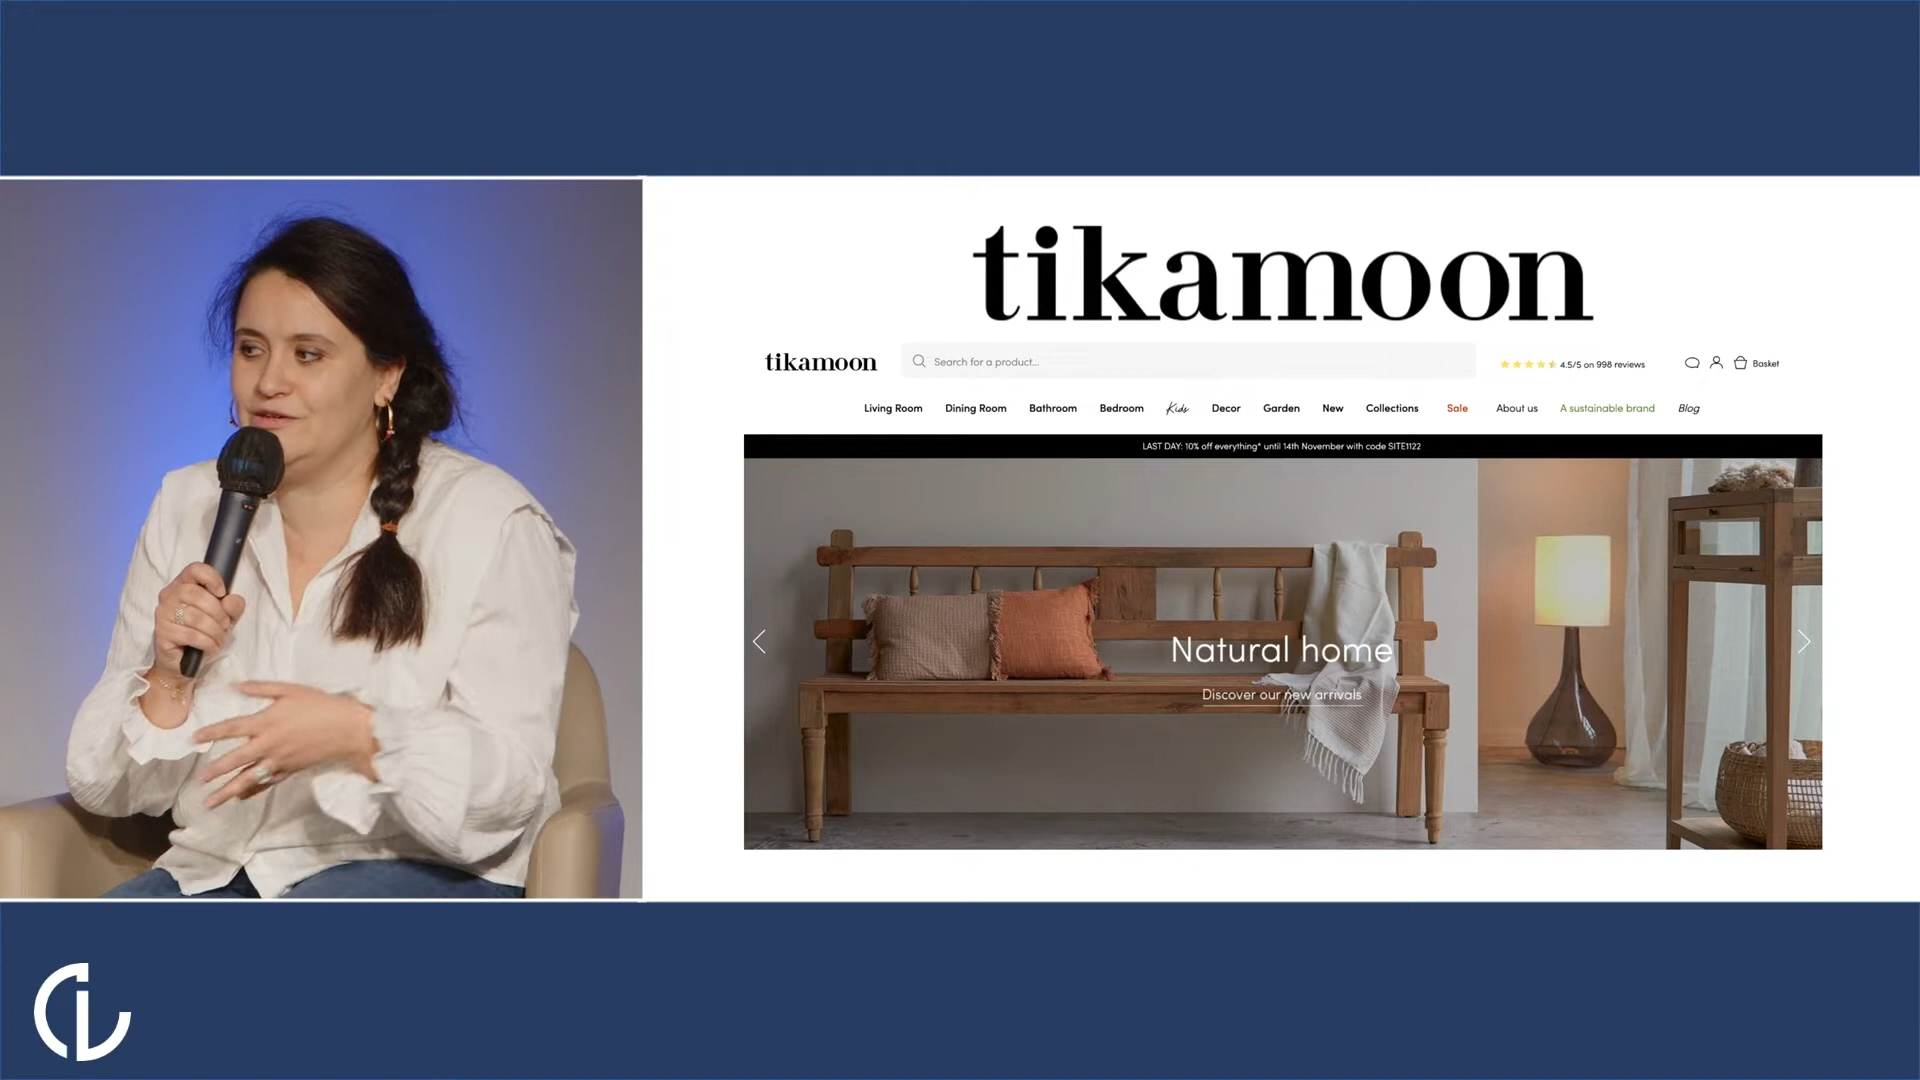 tikamoon
tikamoon
Search for a product...
4.5/5 on 998 reviews
Basket
Living Room Dining Room Bathroom Bedroom Kids Decor Garden New Collections Sale About us A sustainable brand Blog
LAST DAY: 10% off everything* until 14th November with code SITE1122
Natural home
Discover our new arrivals